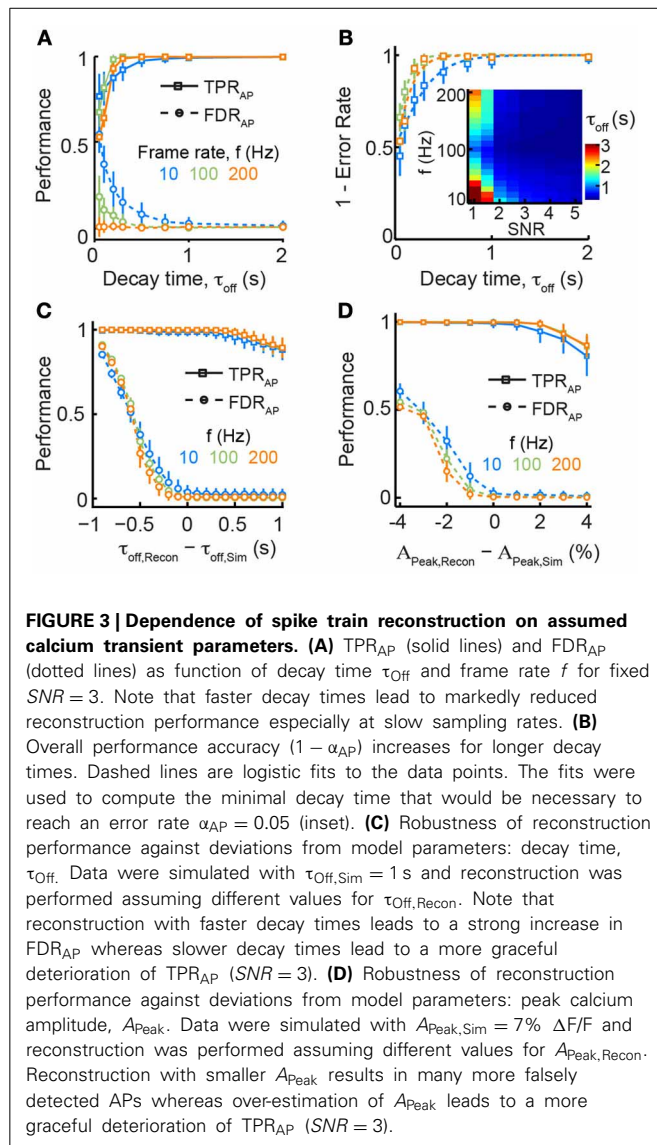 A
Performance
1
0.5
0
TPR_AP
FDR_AP
Frame rate, f (Hz)
10 100 200
0 1 2
Decay time, τ_off (s)
B
1 - Error Rate
1
0.5
0
200
100
10
f (Hz)
1 2 3 4 5
SNR
τ_off (s)
3
2
1
0 1 2
Decay time, τ_off (s)
C
Performance
1
0.5
0
TPR_AP
FDR_AP
f (Hz)
10 100 200
−1 −0.5 0 0.5 1
τ_off,Recon − τ_off,Sim (s)
D
Performance
1
0.5
0
TPR_AP
FDR_AP
f (Hz)
10 100 200
-4 -2 0 2 4
A_Peak,Recon − A_Peak,Sim (%)
FIGURE 3 | Dependence of spike train reconstruction on assumed
calcium transient parameters. (A) TPR_AP (solid lines) and FDR_AP
(dotted lines) as function of decay time τ_Off and frame rate f for fixed
SNR = 3. Note that faster decay times lead to markedly reduced
reconstruction performance especially at slow sampling rates. (B)
Overall performance accuracy (1 − α_AP) increases for longer decay
times. Dashed lines are logistic fits to the data points. The fits were
used to compute the minimal decay time that would be necessary to
reach an error rate α_AP = 0.05 (inset). (C) Robustness of reconstruction
performance against deviations from model parameters: decay time,
τ_Off. Data were simulated with τ_Off,Sim = 1 s and reconstruction was
performed assuming different values for τ_Off,Recon. Note that
reconstruction with faster decay times leads to a strong increase in
FDR_AP whereas slower decay times lead to a more graceful
deterioration of TPR_AP (SNR = 3). (D) Robustness of reconstruction
performance against deviations from model parameters: peak calcium
amplitude, A_Peak. Data were simulated with A_Peak,Sim = 7% ΔF/F and
reconstruction was performed assuming different values for A_Peak,Recon.
Reconstruction with smaller A_Peak results in many more falsely
detected APs whereas over-estimation of A_Peak leads to a more
graceful deterioration of TPR_AP (SNR = 3).